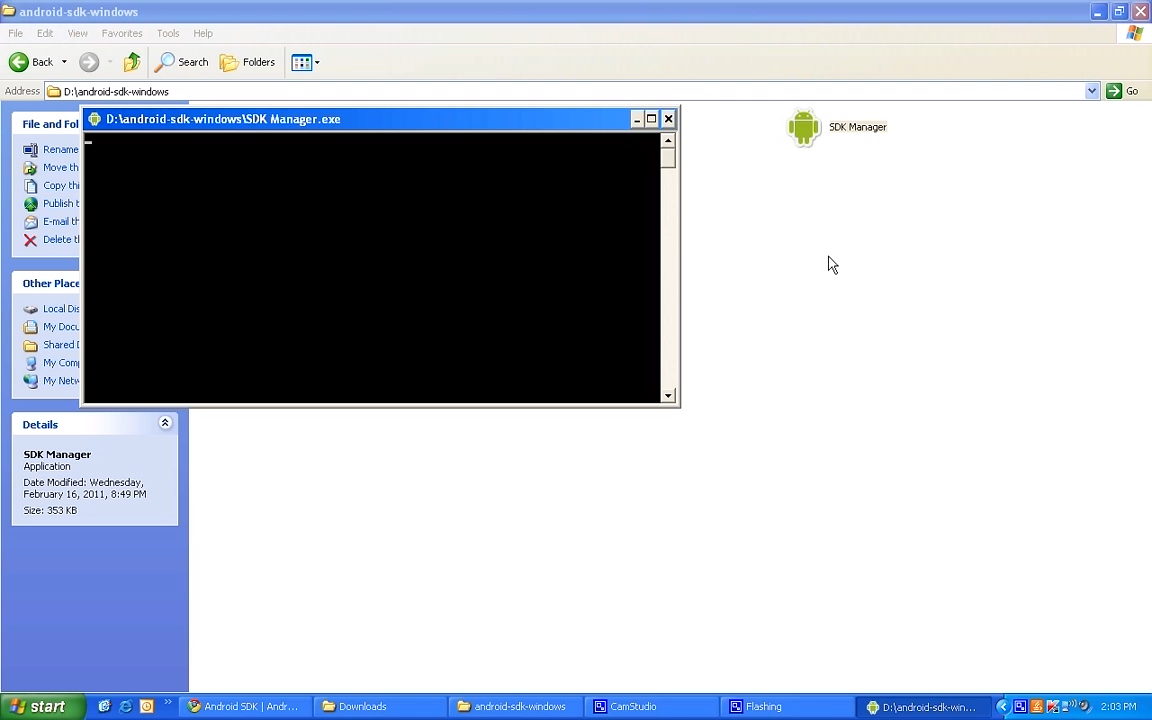 android-sdk-windows
File Edit View Favorites Tools Help
Back Search Folders
Address D:\android-sdk-windows Go
D:\android-sdk-windows\SDK Manager.exe
SDK Manager
File and Fol
Rename
Move th
Copy thi
Publish t
E-mail th
Delete tl
Other Place
Local Dis
My Docu
Shared D
My Comp
My Netw
Details
SDK Manager
Application
Date Modified: Wednesday,
February 16, 2011, 8:49 PM
Size: 353 KB
start Android SDK | Andr... Downloads android-sdk-windows CamStudio Flashing D:\android-sdk-win... 2:03 PM